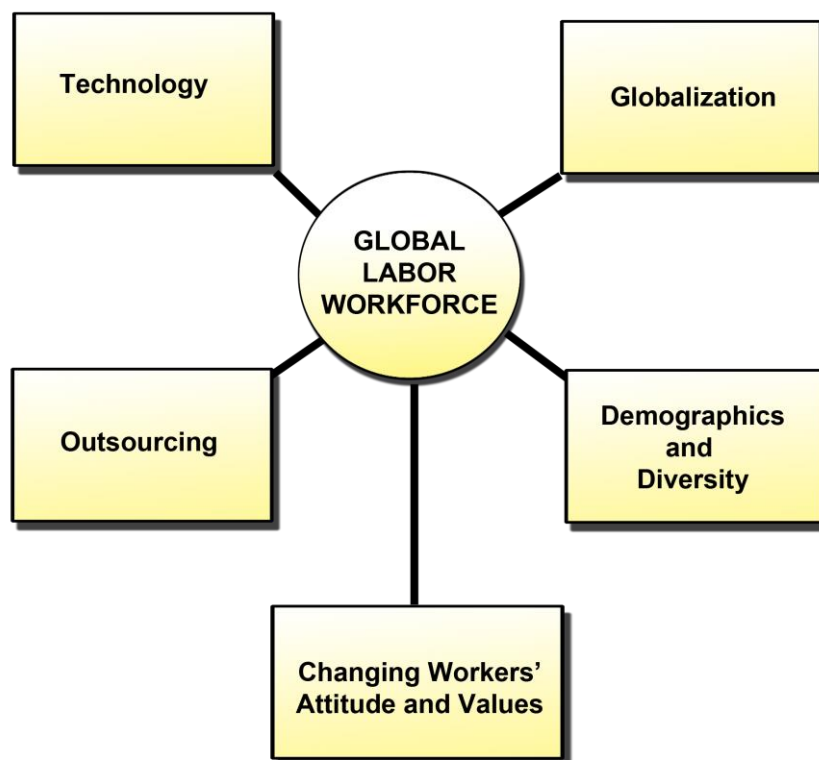 Technology
Globalization
GLOBAL
LABOR
WORKFORCE
Outsourcing
Demographics
and
Diversity
Changing Workers’
Attitude and Values